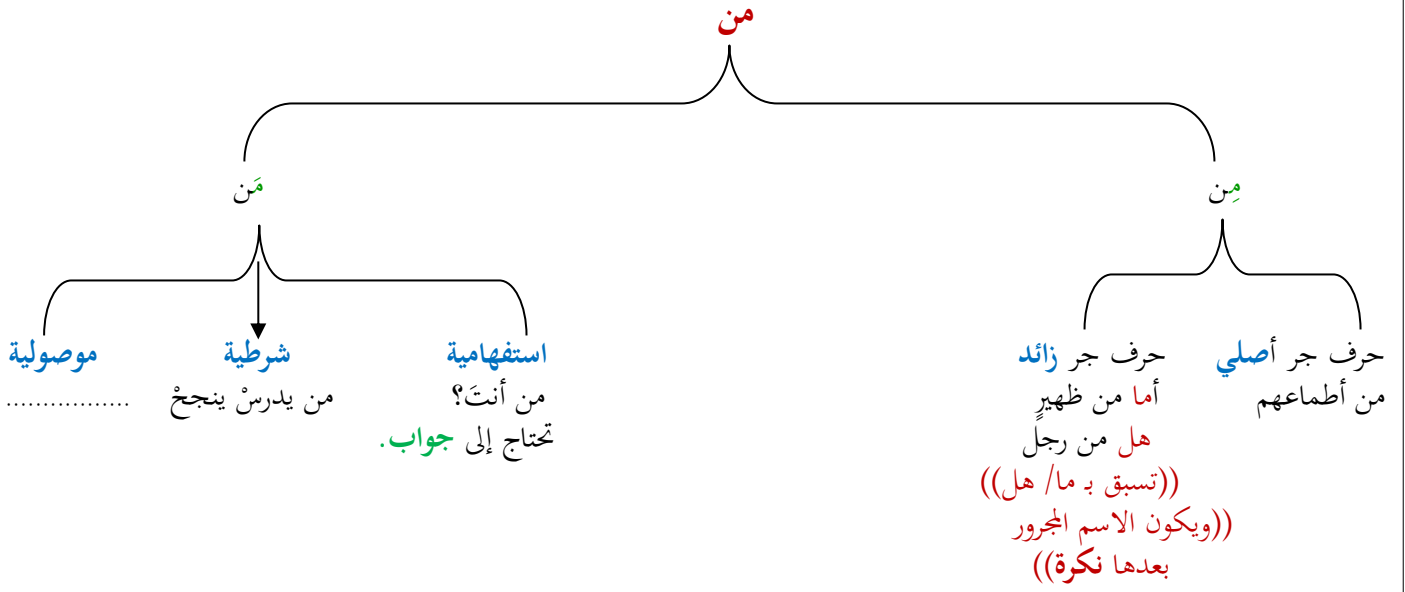 من
مِن
مَن
حرف جر أصلي
من أطماعهم
حرف جر زائد
أما من ظهيرٍ
هل من رجل
((تسبق بـ ما/ هل))
((ويكون الاسم المجرور
بعدها نكرة))
استفهامية
من أنتَ؟
تحتاج إلى جواب.
شرطية
من يدرسْ ينجحْ
موصولية
.................